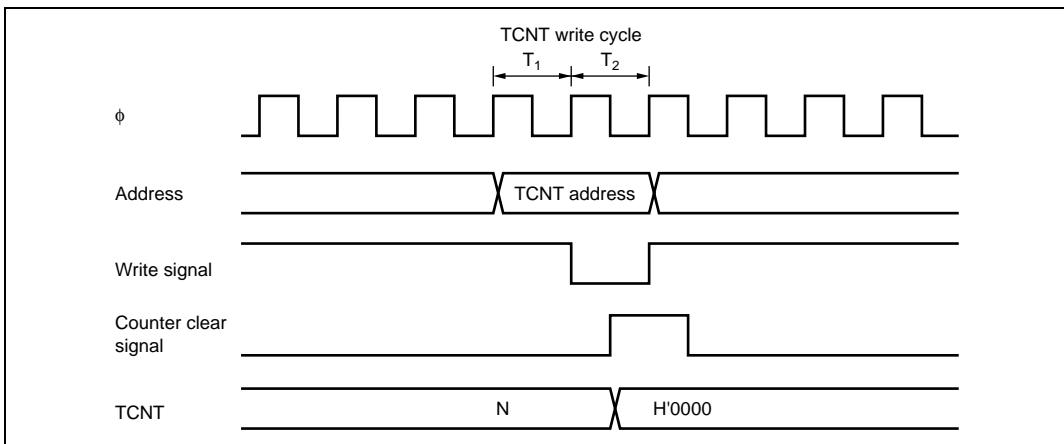 TCNT write cycle
T₁ T₂
ϕ
Address TCNT address
Write signal
Counter clear
signal
TCNT N H'0000